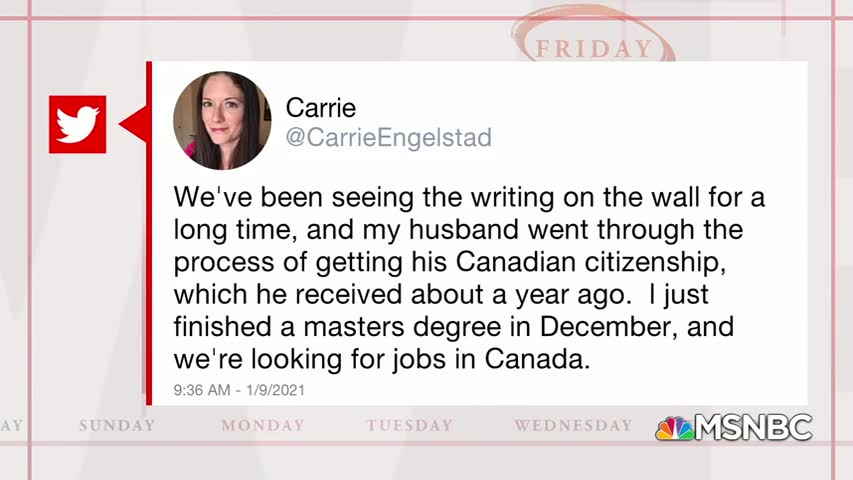 FRIDAY
Carrie
@CarrieEngelstad
We've been seeing the writing on the wall for a
long time, and my husband went through the
process of getting his Canadian citizenship,
which he received about a year ago.  I just
finished a masters degree in December, and
we're looking for jobs in Canada.
9:36 AM - 1/9/2021
AY SUNDAY MONDAY TUESDAY WEDNESDAY
MSNBC